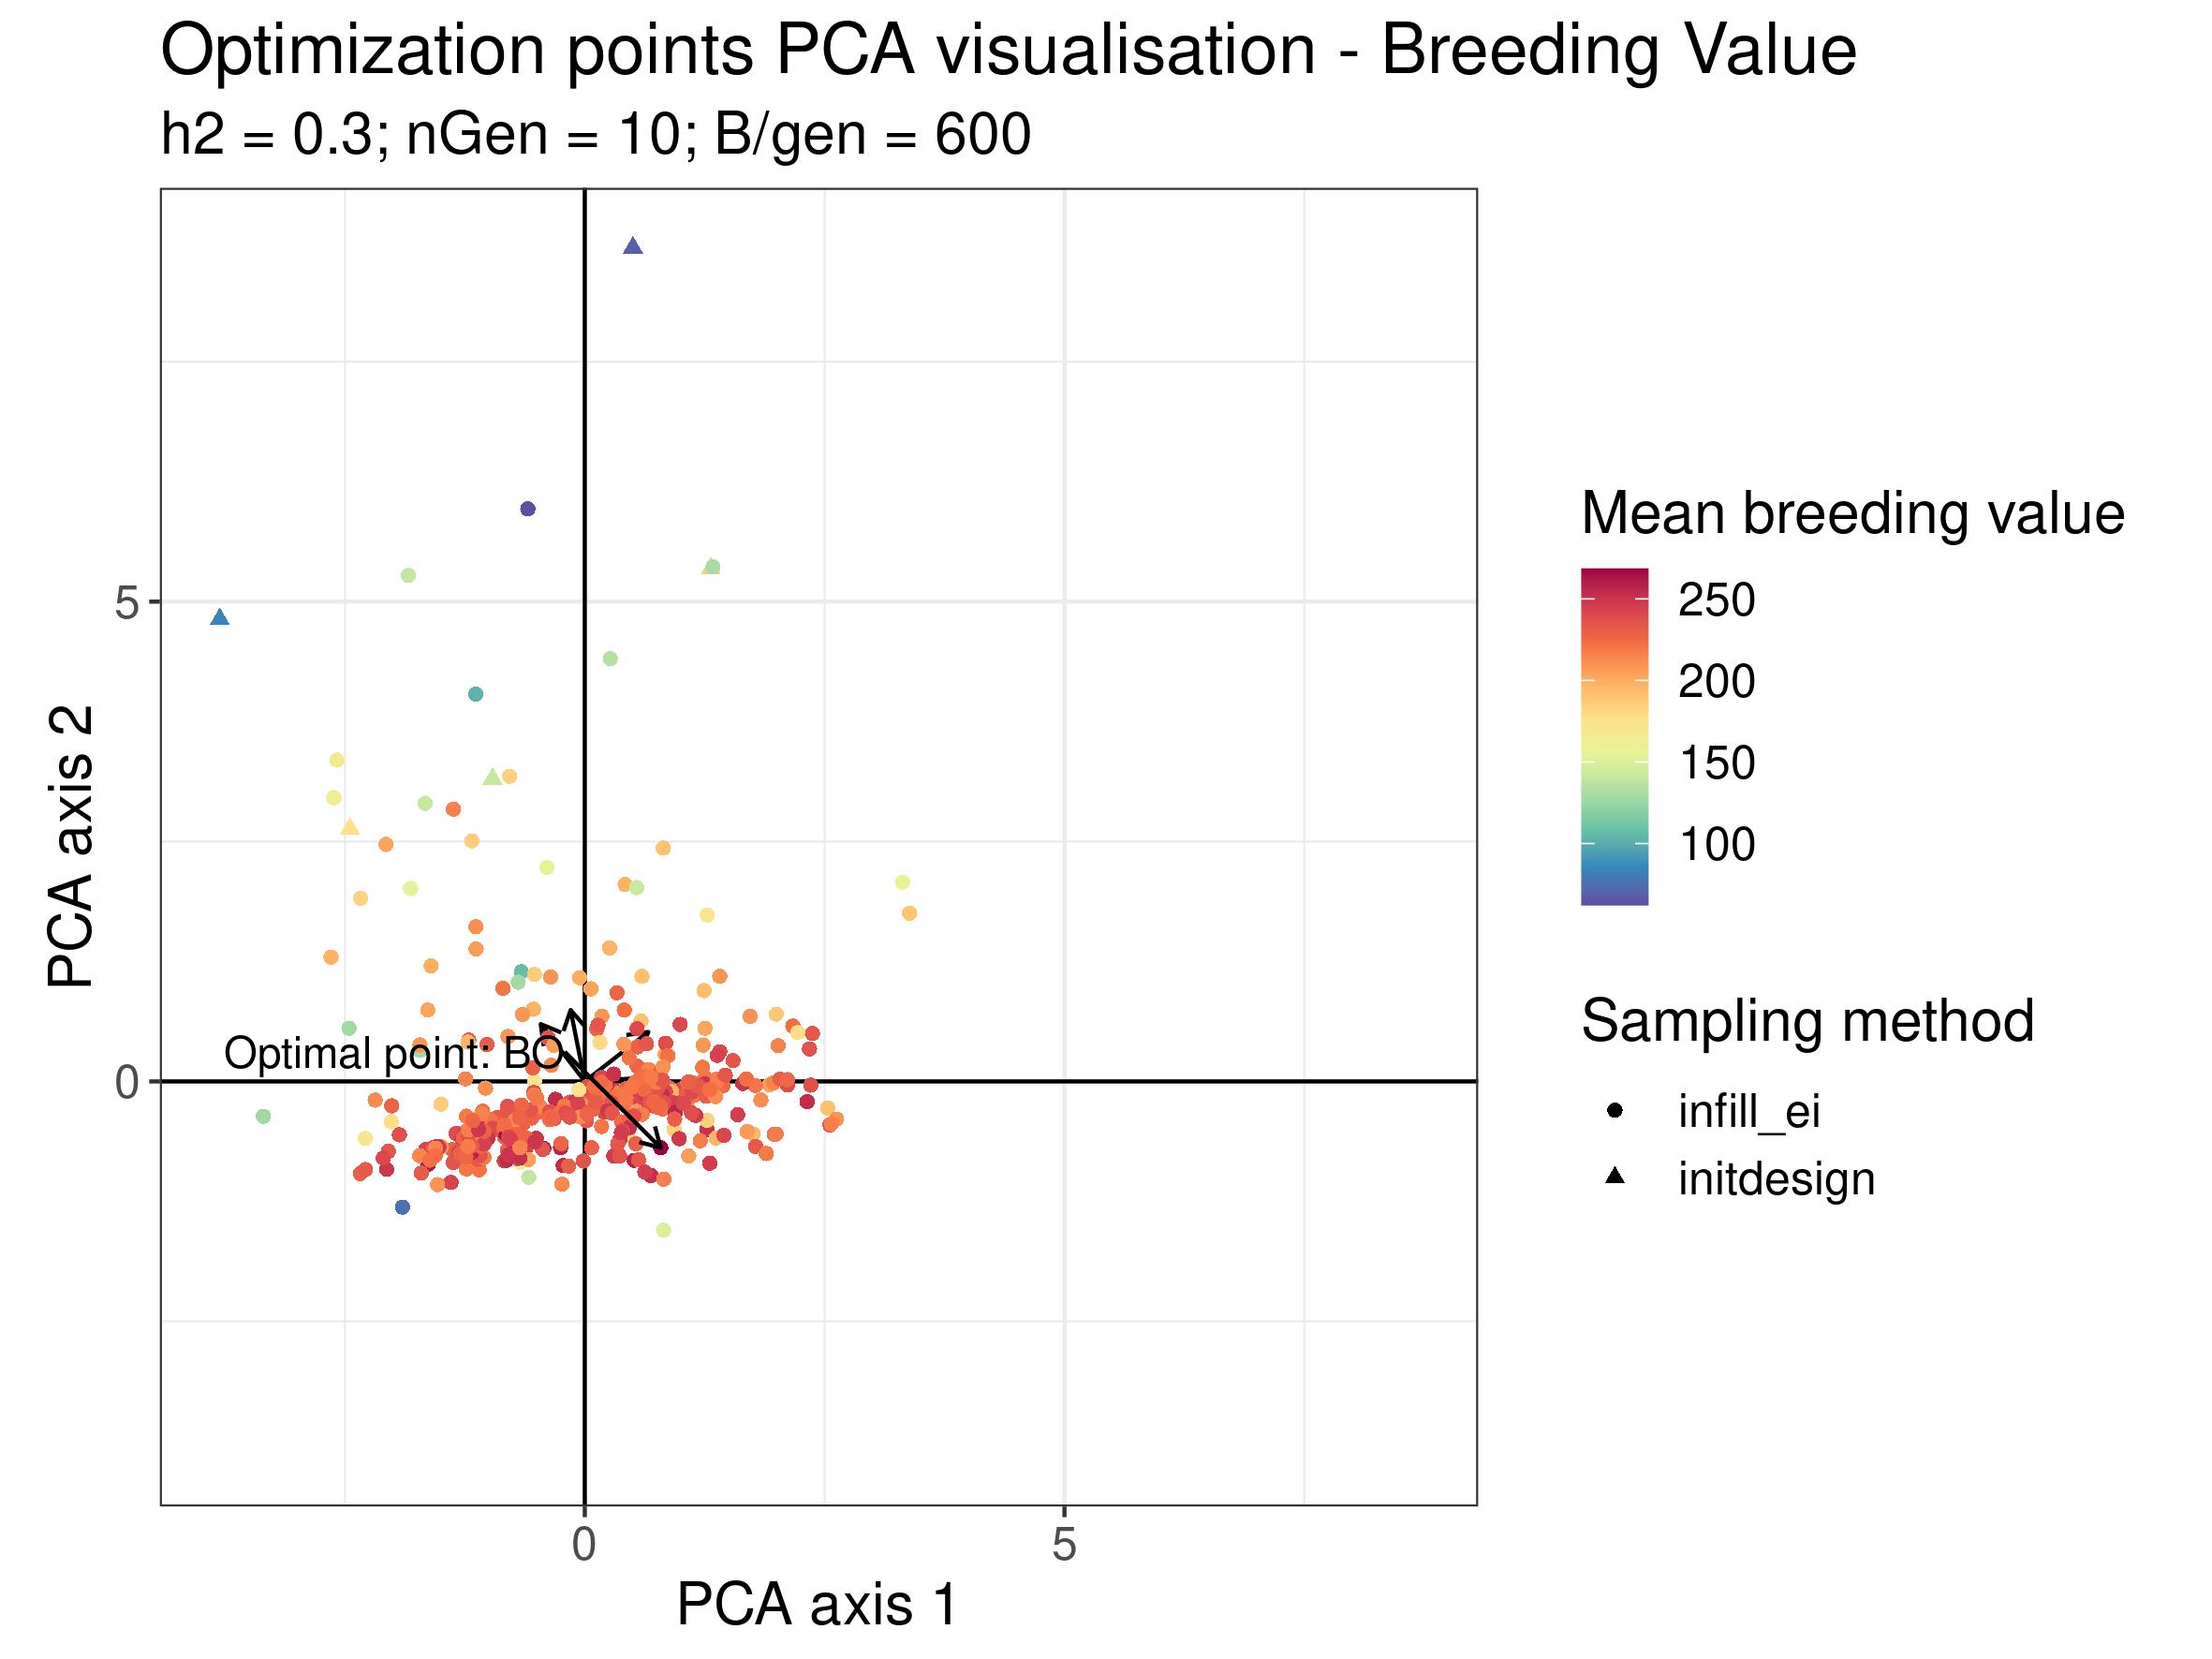 Optimization points PCA visualisation - Breeding Value
h2 = 0.3; nGen = 10; B/gen = 600
PCA axis 2
5
0
Optimal point: BO
0
5
PCA axis 1
Mean breeding value
250
200
150
100
Sampling method
infill_ei
initdesign